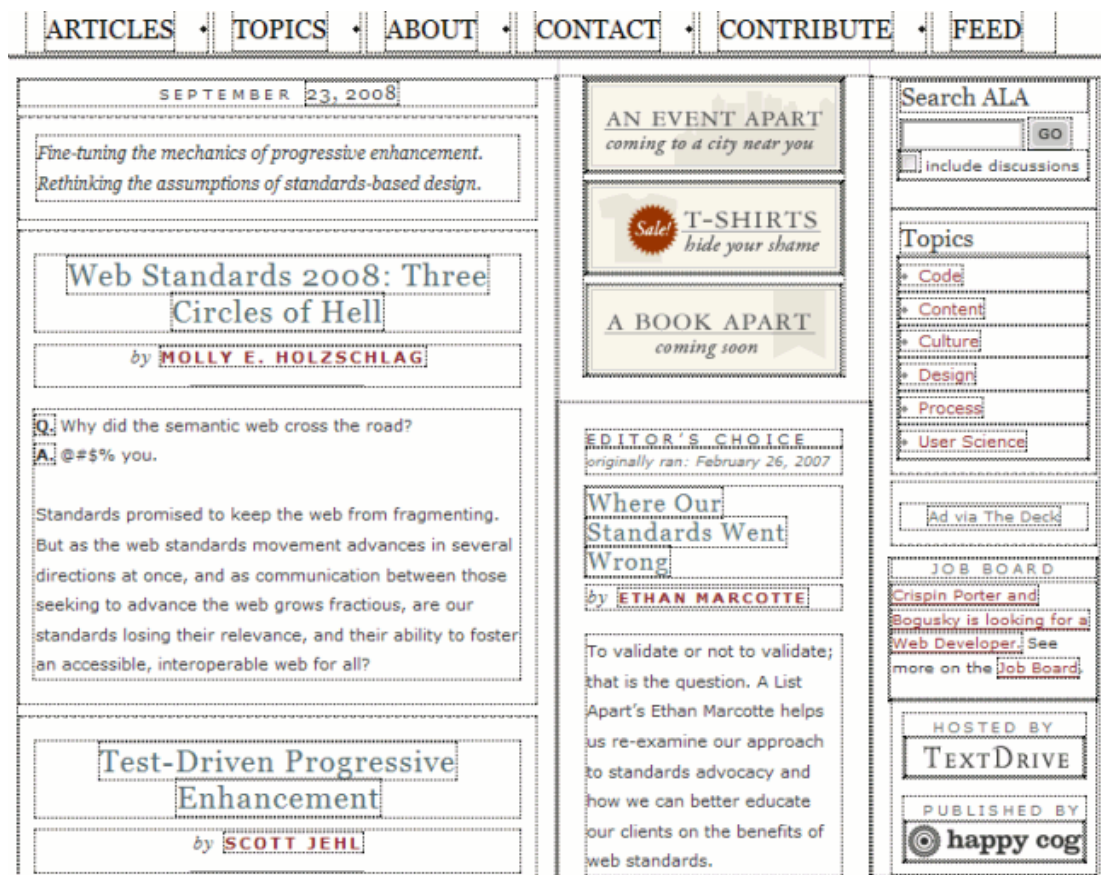 ARTICLES • TOPICS • ABOUT • CONTACT • CONTRIBUTE • FEED
SEPTEMBER 23, 2008
Fine-tuning the mechanics of progressive enhancement.
Rethinking the assumptions of standards-based design.
Web Standards 2008: Three
Circles of Hell
by MOLLY E. HOLZSCHLAG
Q. Why did the semantic web cross the road?
A. @#$% you.
Standards promised to keep the web from fragmenting.
But as the web standards movement advances in several
directions at once, and as communication between those
seeking to advance the web grows fractious, are our
standards losing their relevance, and their ability to foster
an accessible, interoperable web for all?
Test-Driven Progressive
Enhancement
by SCOTT JEHL
AN EVENT APART
coming to a city near you
Sale!
T-SHIRTS
hide your shame
A BOOK APART
coming soon
EDITOR'S CHOICE
originally ran: February 26, 2007
Where Our
Standards Went
Wrong
by ETHAN MARCOTTE
To validate or not to validate;
that is the question. A List
Apart's Ethan Marcotte helps
us re-examine our approach
to standards advocacy and
how we can better educate
our clients on the benefits of
web standards.
Search ALA
GO
include discussions
Topics
• Code
• Content
• Culture
• Design
• Process
• User Science
Ad via The Deck
JOB BOARD
Crispin Porter and
Bogusky is looking for a
Web Developer. See
more on the Job Board.
HOSTED BY
TEXTDRIVE
PUBLISHED BY
happy cog